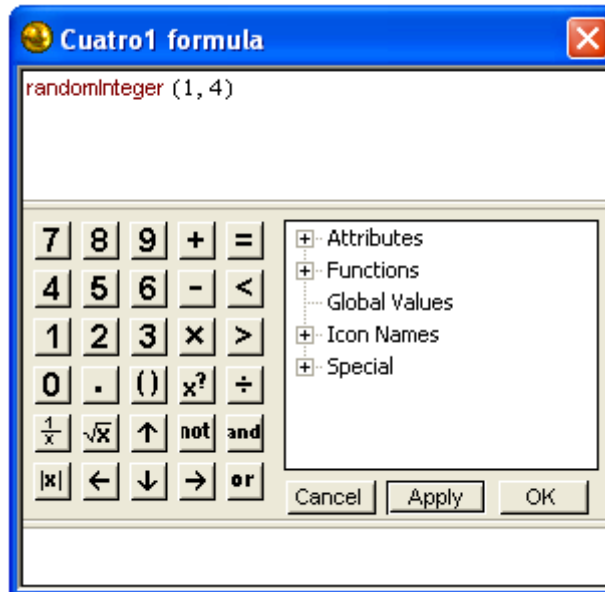 Cuatro1 formula
randomInteger (1, 4)
7 8 9 + =
4 5 6 - <
1 2 3 × >
0 . () x? ÷
1/x √x ↑ not and
|x| ← ↓ → or
Attributes
Functions
Global Values
Icon Names
Special
Cancel Apply OK